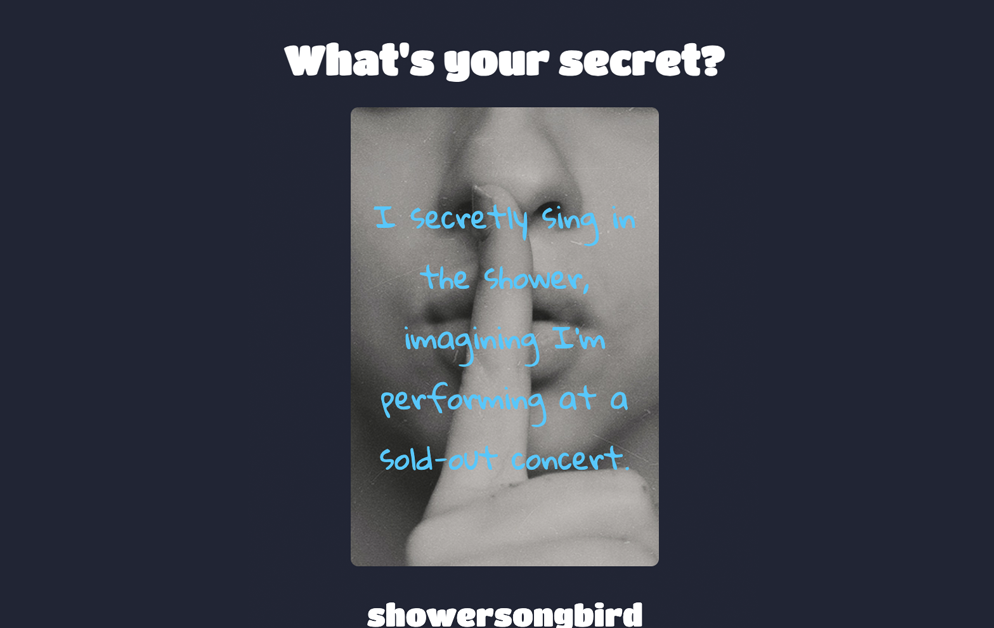 What's your secret?
I secretly sing in
the shower,
imagining I'm
performing at a
sold-out concert.
showersongbird